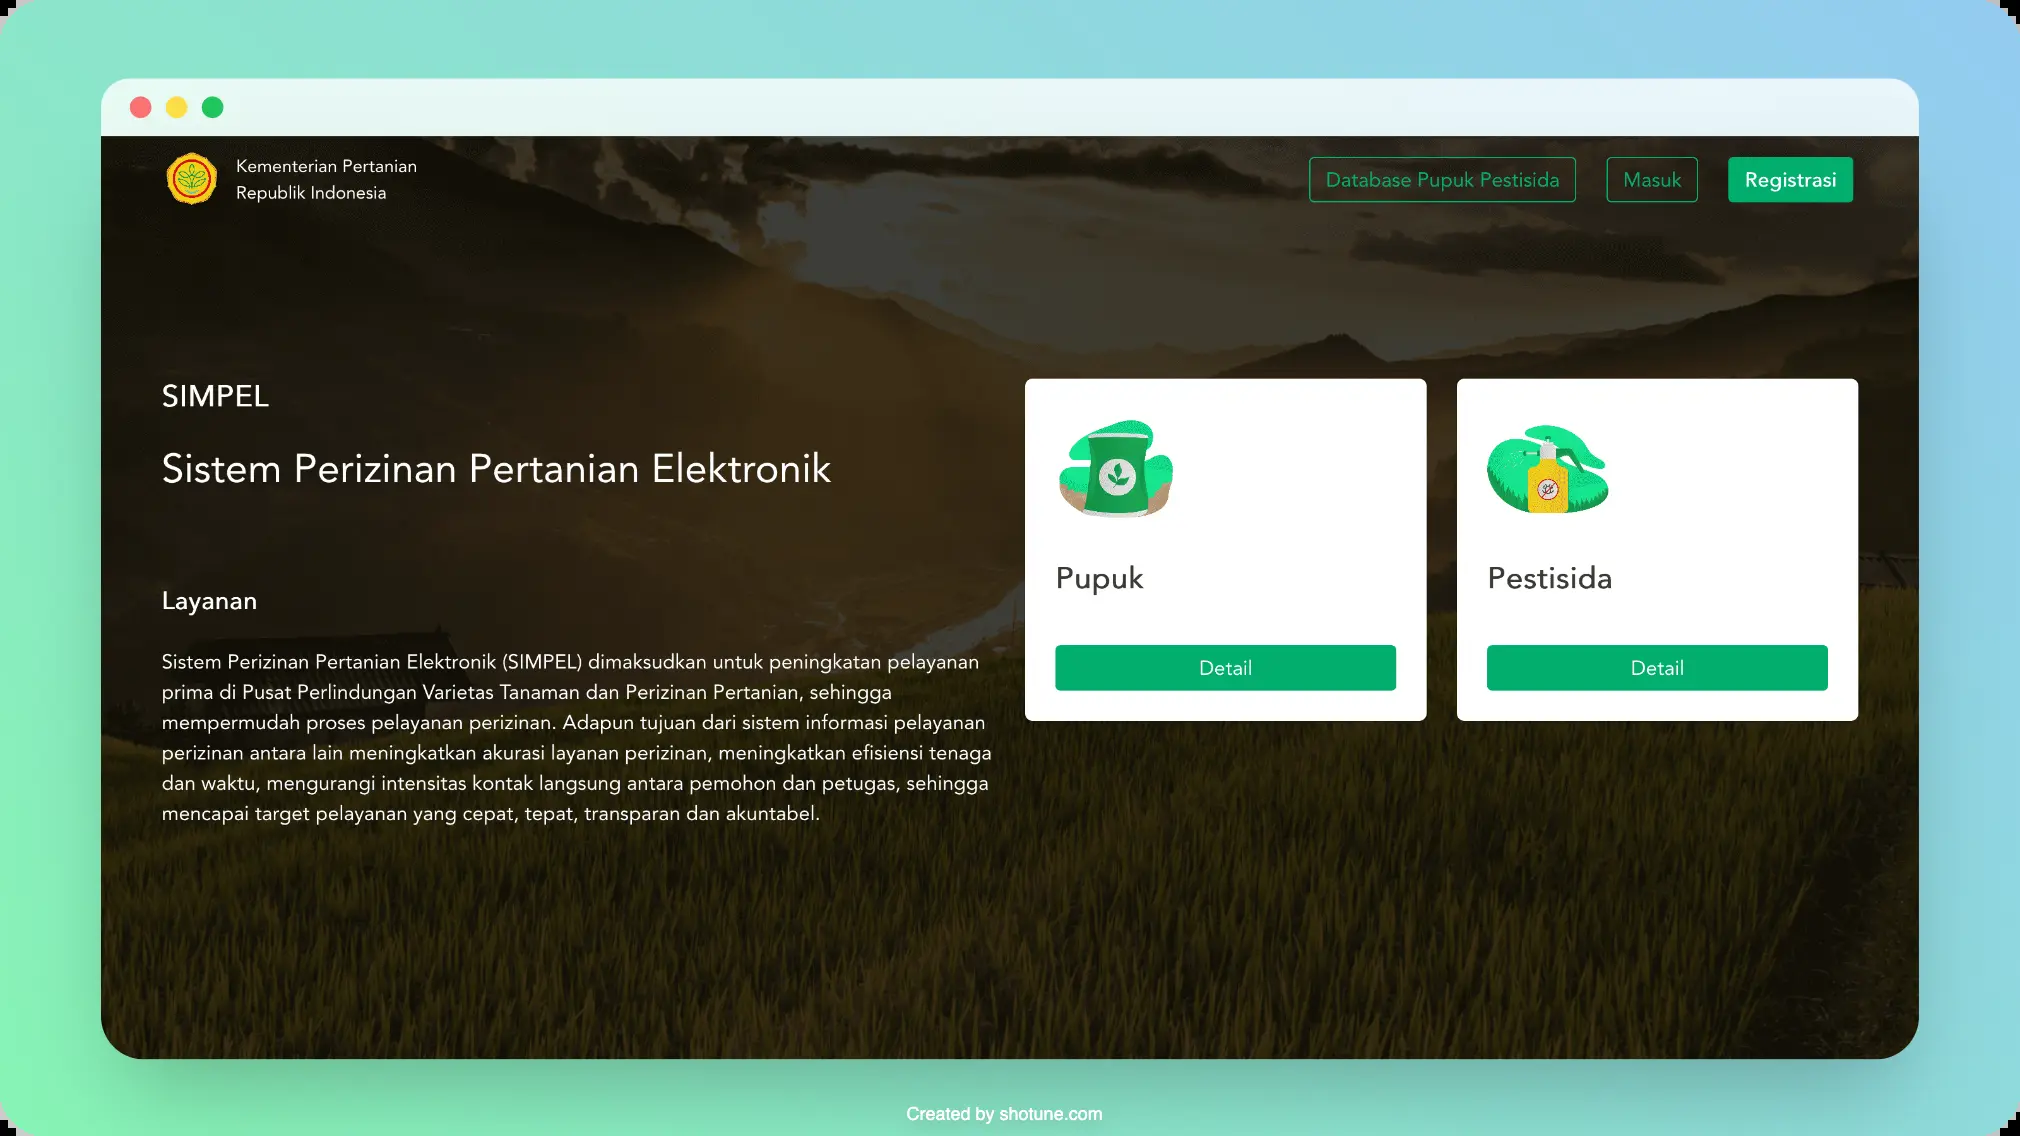 Kementerian Pertanian
Republik Indonesia
Database Pupuk Pestisida
Masuk
Registrasi
SIMPEL
Sistem Perizinan Pertanian Elektronik
Layanan
Sistem Perizinan Pertanian Elektronik (SIMPEL) dimaksudkan untuk peningkatan pelayanan
prima di Pusat Perlindungan Varietas Tanaman dan Perizinan Pertanian, sehingga
mempermudah proses pelayanan perizinan. Adapun tujuan dari sistem informasi pelayanan
perizinan antara lain meningkatkan akurasi layanan perizinan, meningkatkan efisiensi tenaga
dan waktu, mengurangi intensitas kontak langsung antara pemohon dan petugas, sehingga
mencapai target pelayanan yang cepat, tepat, transparan dan akuntabel.
Pupuk
Detail
Pestisida
Detail
Created by shotune.com